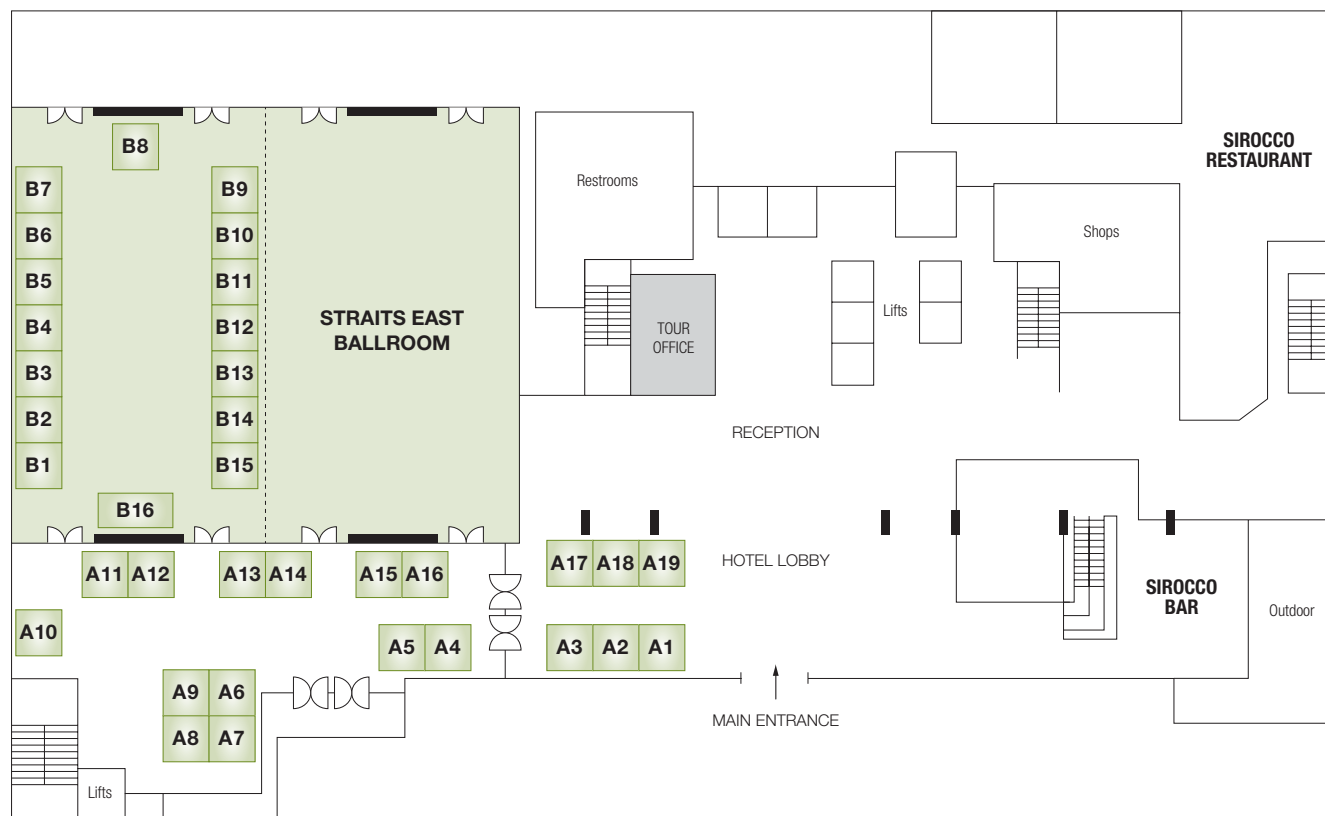 B8
SIROCCO
RESTAURANT
B7
B9
Restrooms
B6
B10
Shops
B5
B11
Lifts
B4
B12
STRAITS EAST
BALLROOM
TOUR
OFFICE
B3
B13
B2
B14
RECEPTION
B1
B15
B16
A11 A12
A13 A14
A15 A16
A17 A18 A19
HOTEL LOBBY
SIROCCO
BAR
Outdoor
A10
A5 A4
A3 A2 A1
A9 A6
MAIN ENTRANCE
A8 A7
Lifts